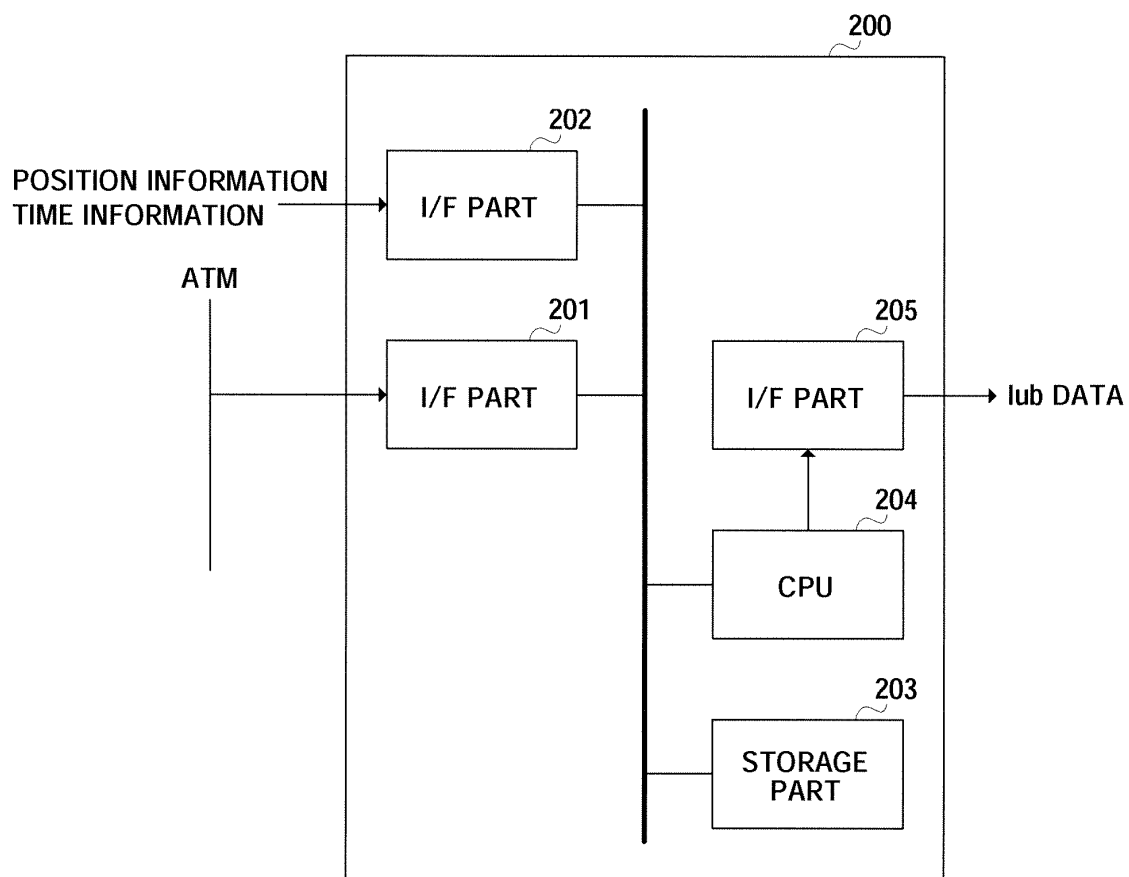 200
202
POSITION INFORMATION
TIME INFORMATION
I/F PART
ATM
201
205
I/F PART
I/F PART
Iub DATA
204
CPU
203
STORAGE
PART